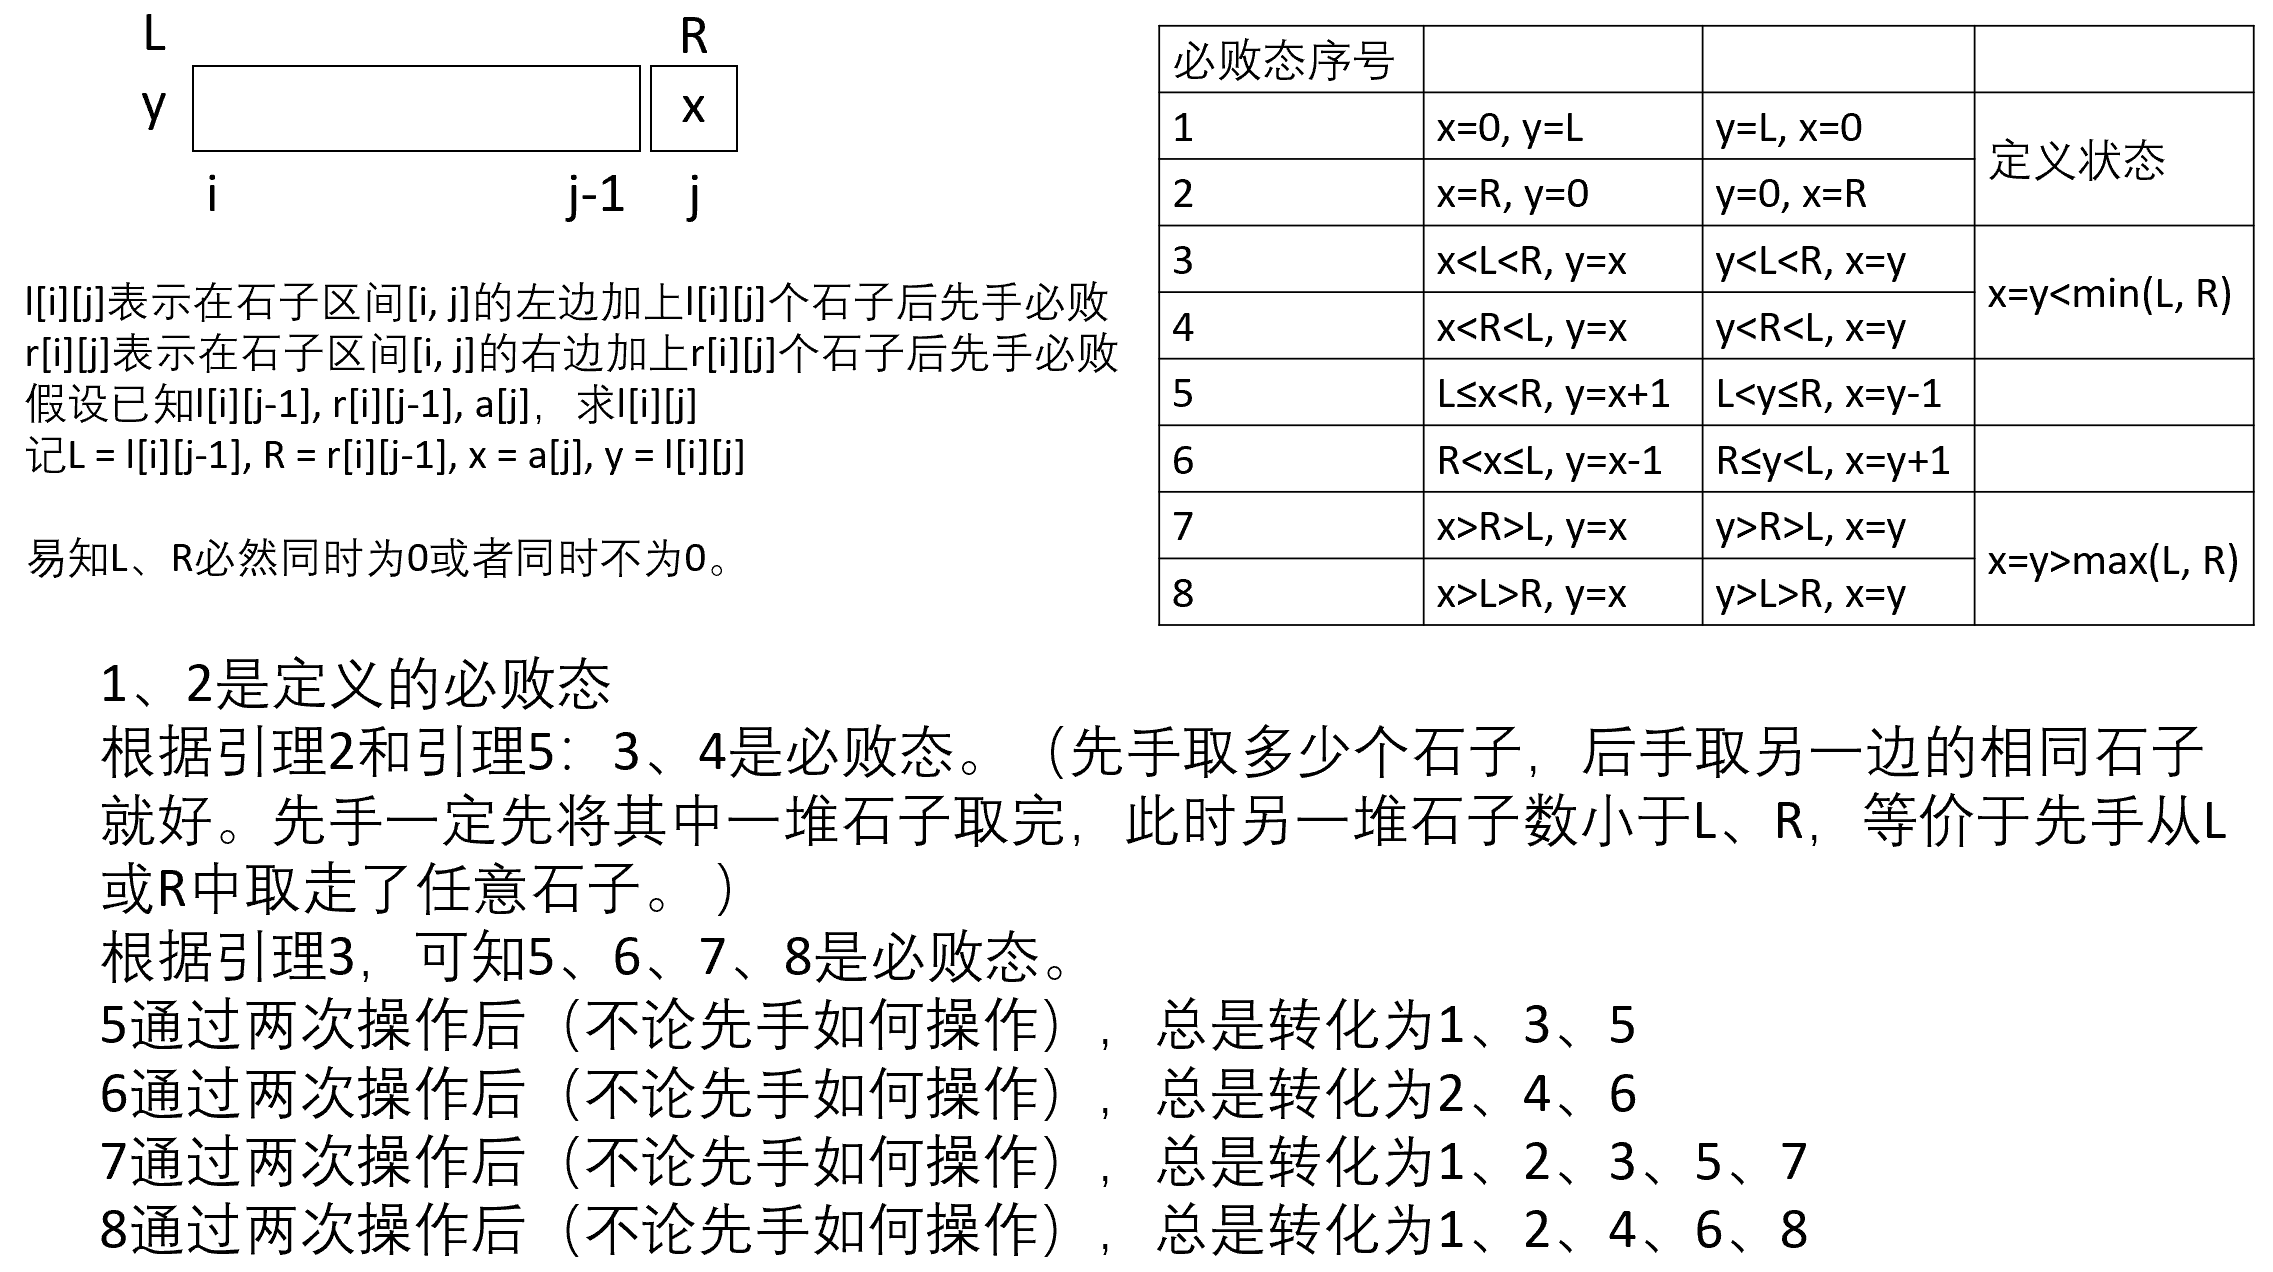 L R
y x
i j-1 j
l[i][j]表示在石子区间[i, j]的左边加上l[i][j]个石子后先手必败
r[i][j]表示在石子区间[i, j]的右边加上r[i][j]个石子后先手必败
假设已知l[i][j-1], r[i][j-1], a[j]，求l[i][j]
记L = l[i][j-1], R = r[i][j-1], x = a[j], y = l[i][j]
易知L、R必然同时为0或者同时不为0。
必败态序号
1 x=0, y=L y=L, x=0 定义状态
2 x=R, y=0 y=0, x=R
3 x<L<R, y=x y<L<R, x=y x=y<min(L, R)
4 x<R<L, y=x y<R<L, x=y
5 L≤x<R, y=x+1 L<y≤R, x=y-1
6 R<x≤L, y=x-1 R≤y<L, x=y+1
7 x>R>L, y=x y>R>L, x=y x=y>max(L, R)
8 x>L>R, y=x y>L>R, x=y
1、2是定义的必败态
根据引理2和引理5：3、4是必败态。（先手取多少个石子，后手取另一边的相同石子
就好。先手一定先将其中一堆石子取完，此时另一堆石子数小于L、R，等价于先手从L
或R中取走了任意石子。）
根据引理3，可知5、6、7、8是必败态。
5通过两次操作后（不论先手如何操作），总是转化为1、3、5
6通过两次操作后（不论先手如何操作），总是转化为2、4、6
7通过两次操作后（不论先手如何操作），总是转化为1、2、3、5、7
8通过两次操作后（不论先手如何操作），总是转化为1、2、4、6、8